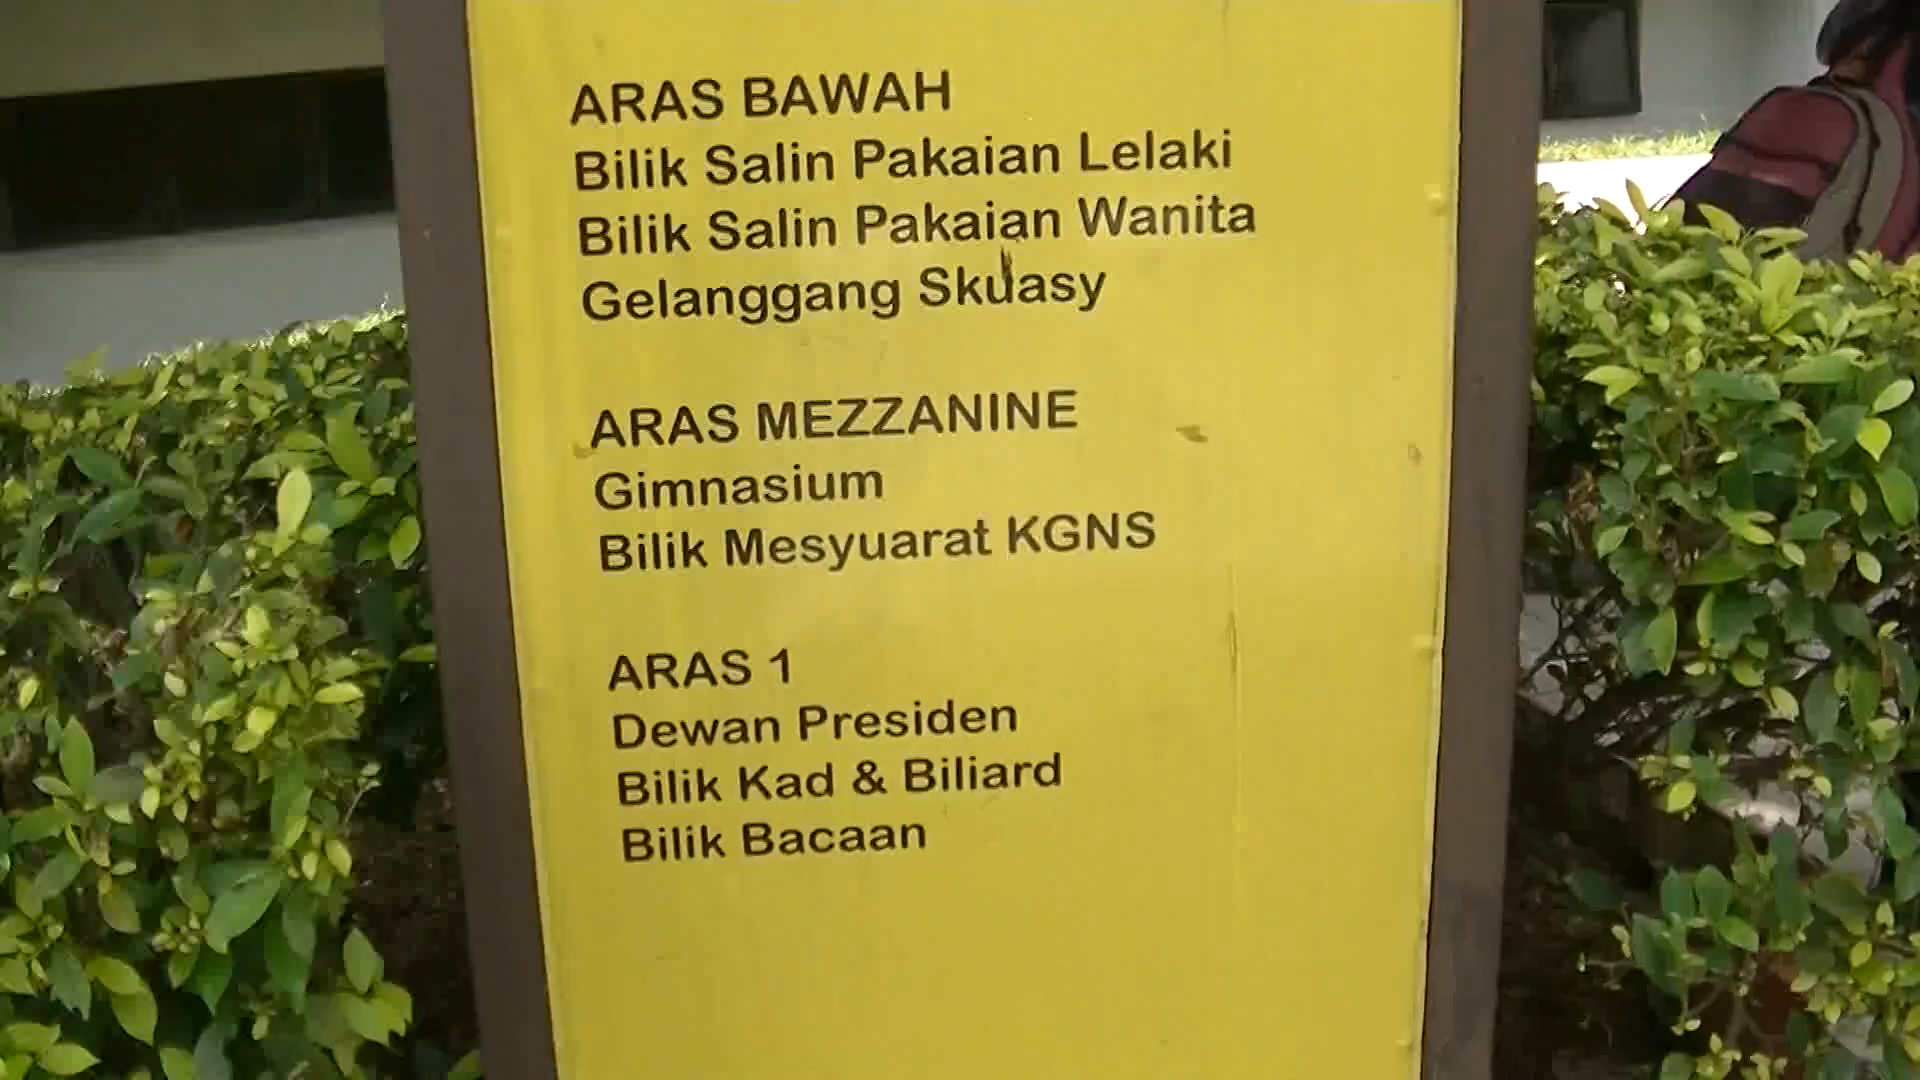 ARAS BAWAH
Bilik Salin Pakaian Lelaki
Bilik Salin Pakaian Wanita
Gelanggang Skuasy
ARAS MEZZANINE
Gimnasium
Bilik Mesyuarat KGNS
ARAS 1
Dewan Presiden
Bilik Kad & Biliard
Bilik Bacaan